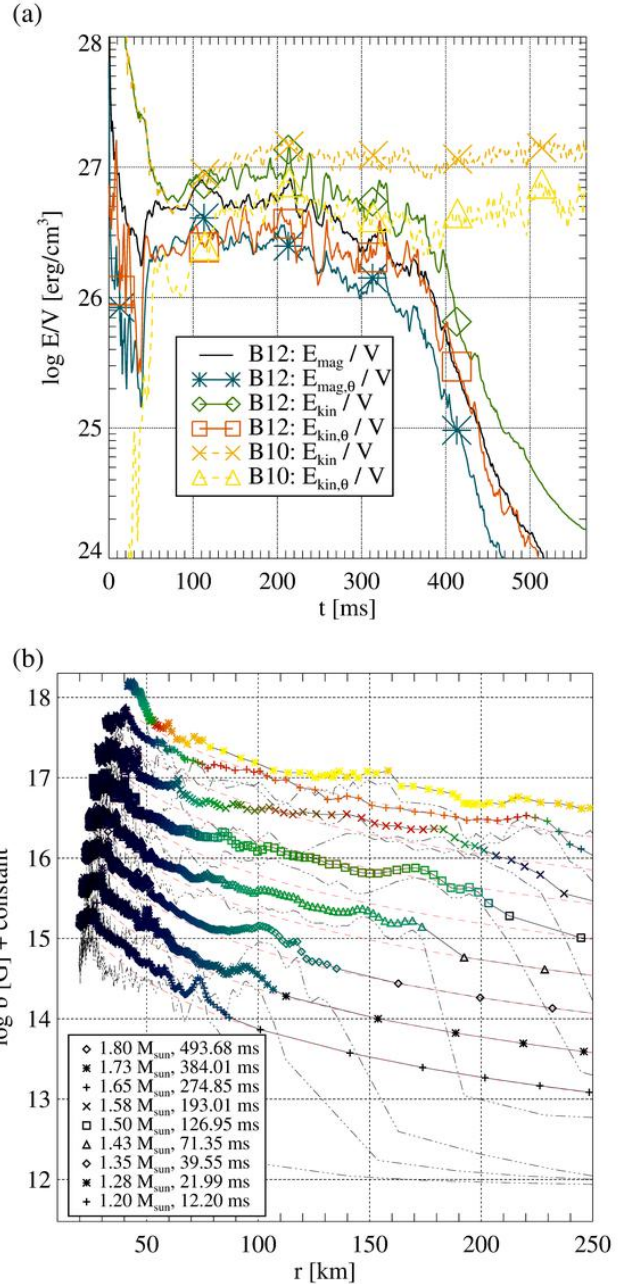 (a)
28
27
26
25
24
log E/V [erg/cm³]
B12: E_mag / V
B12: E_mag,θ / V
B12: E_kin / V
B12: E_kin,θ / V
B10: E_kin / V
B10: E_kin,θ / V
0 100 200 300 400 500
t [ms]
(b)
18
17
16
15
14
13
12
log b [G] + constant
1.80 M_sun, 493.68 ms
1.73 M_sun, 384.01 ms
1.65 M_sun, 274.85 ms
1.58 M_sun, 193.01 ms
1.50 M_sun, 126.95 ms
1.43 M_sun, 71.35 ms
1.35 M_sun, 39.55 ms
1.28 M_sun, 21.99 ms
1.20 M_sun, 12.20 ms
50 100 150 200 250
r [km]